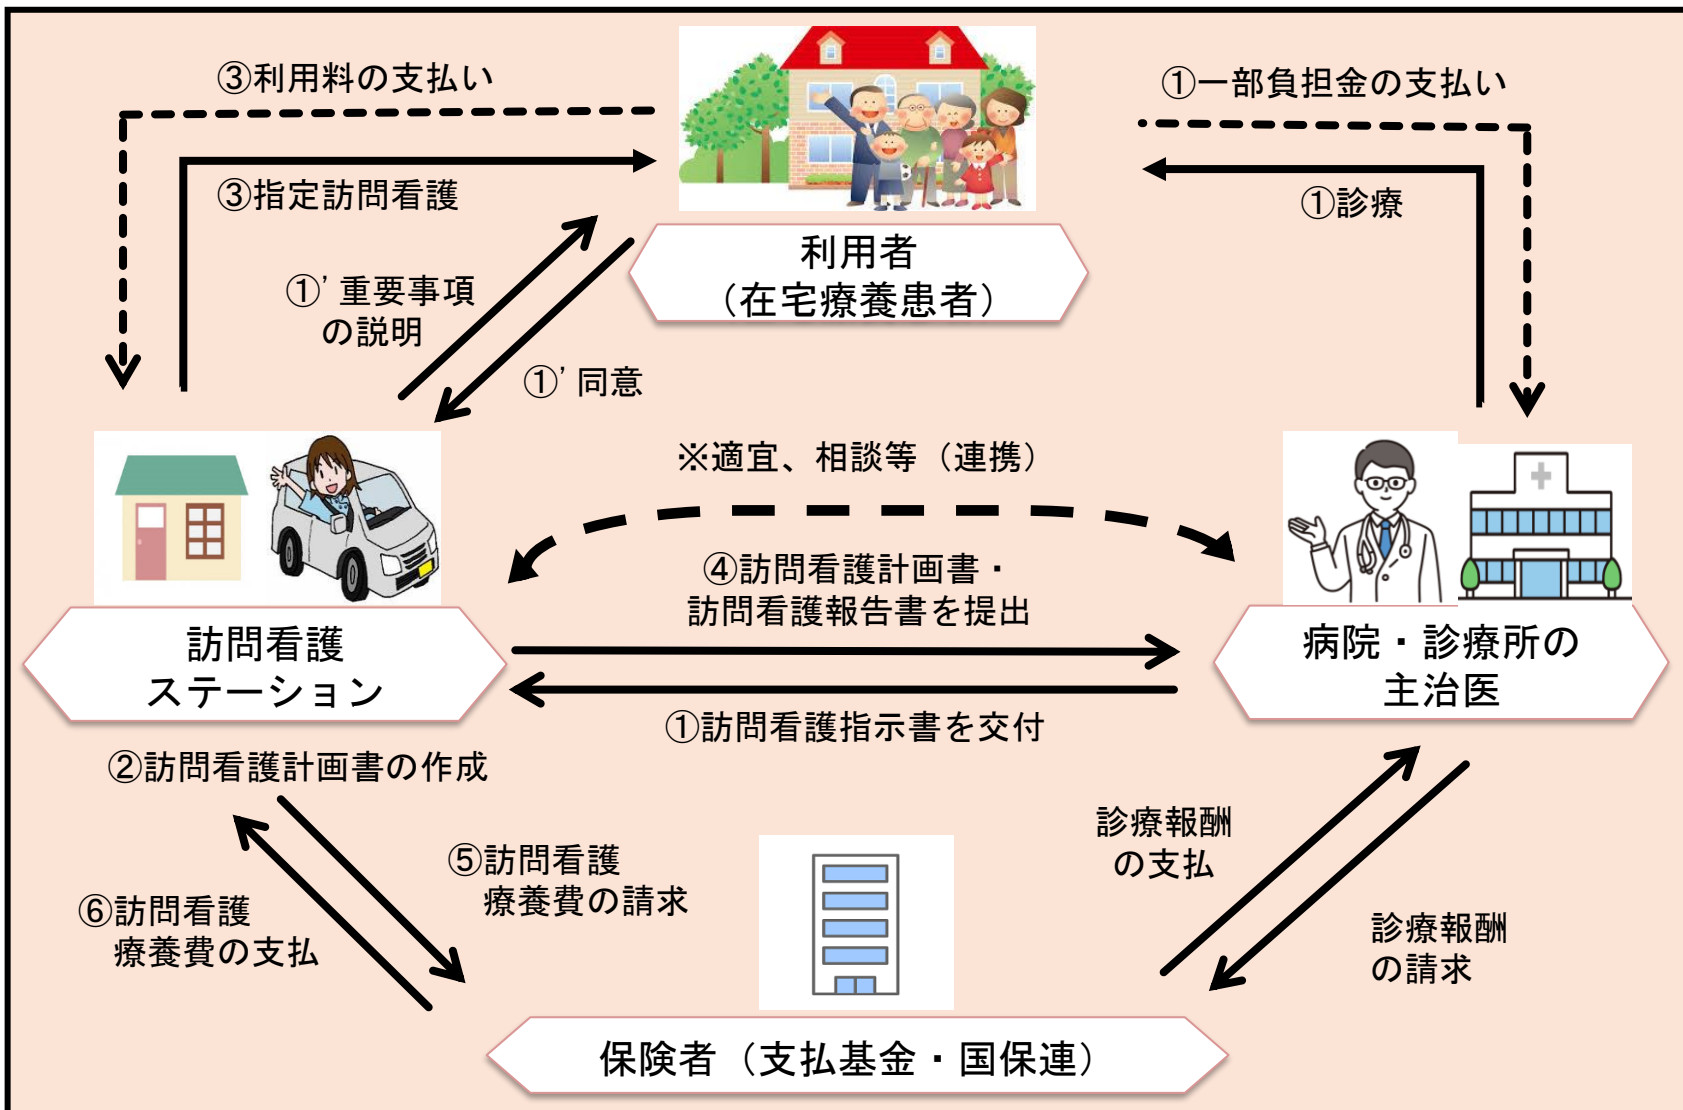 ③利用料の支払い
①一部負担金の支払い
③指定訪問看護
①診療
利用者
（在宅療養患者）
①’重要事項
の説明
①’同意
※適宜、相談等（連携）
④訪問看護計画書・
訪問看護報告書を提出
訪問看護
ステーション
病院・診療所の
主治医
①訪問看護指示書を交付
②訪問看護計画書の作成
⑤訪問看護
療養費の請求
⑥訪問看護
療養費の支払
診療報酬
の支払
診療報酬
の請求
保険者（支払基金・国保連）